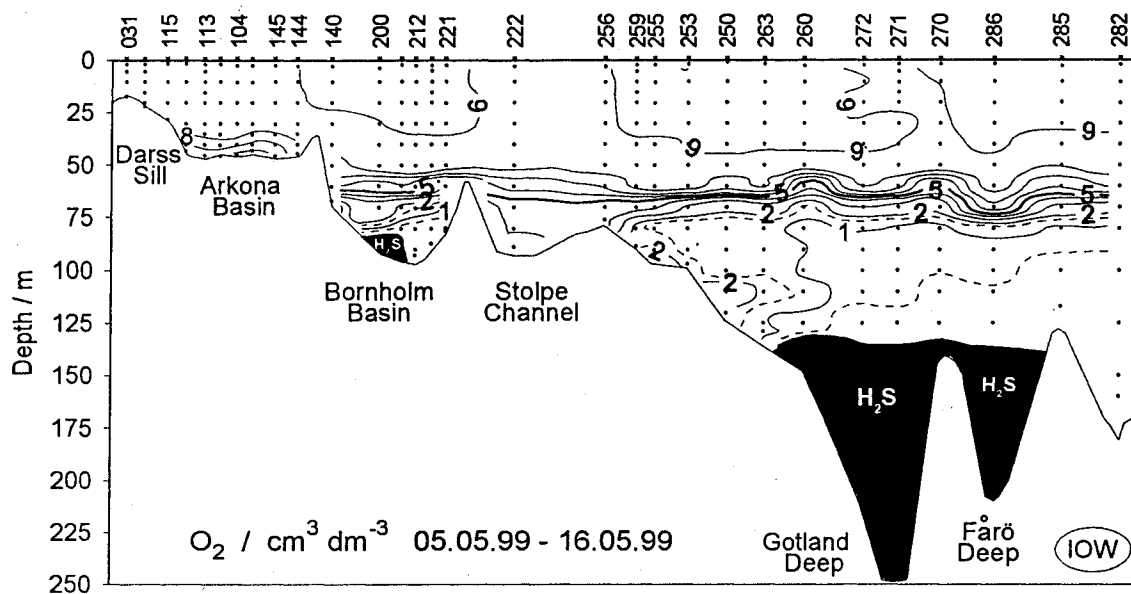 031 115 113 104 145 144 140 200 212 221 222 256 259 255 253 250 263 260 272 271 270 286 285 282
0
25
50
75
100
125
150
175
200
225
250
Depth / m
8
9
9
9
9
9
5
5
5
2
2
2
2
2
2
1
1
Darss
Sill
Arkona
Basin
Bornholm
Basin
Stolpe
Channel
H₂S
H₂S
H₂S
Gotland
Deep
Fårö
Deep
O₂ / cm³ dm⁻³ 05.05.99 - 16.05.99
IOW